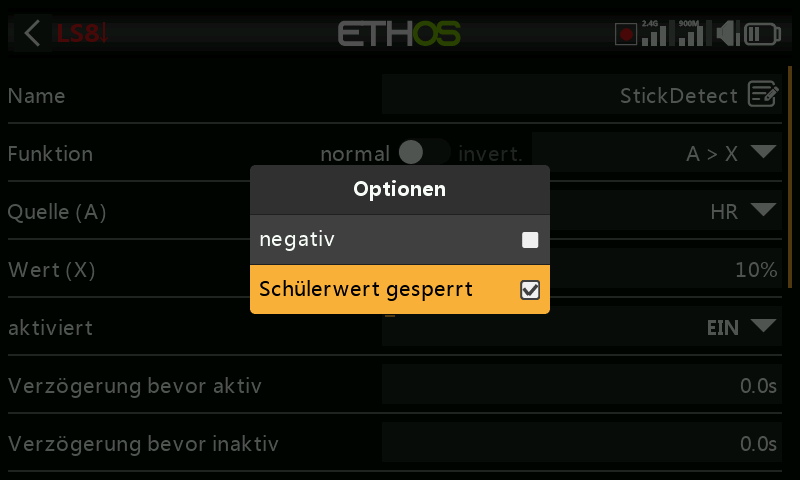 LS8
ETHOS
2.4G
900M
Name
StickDetect
Funktion
normal
invert.
A > X
Optionen
Quelle (A)
HR
negativ
Wert (X)
10%
Schülerwert gesperrt
aktiviert
EIN
Verzögerung bevor aktiv
0.0s
Verzögerung bevor inaktiv
0.0s